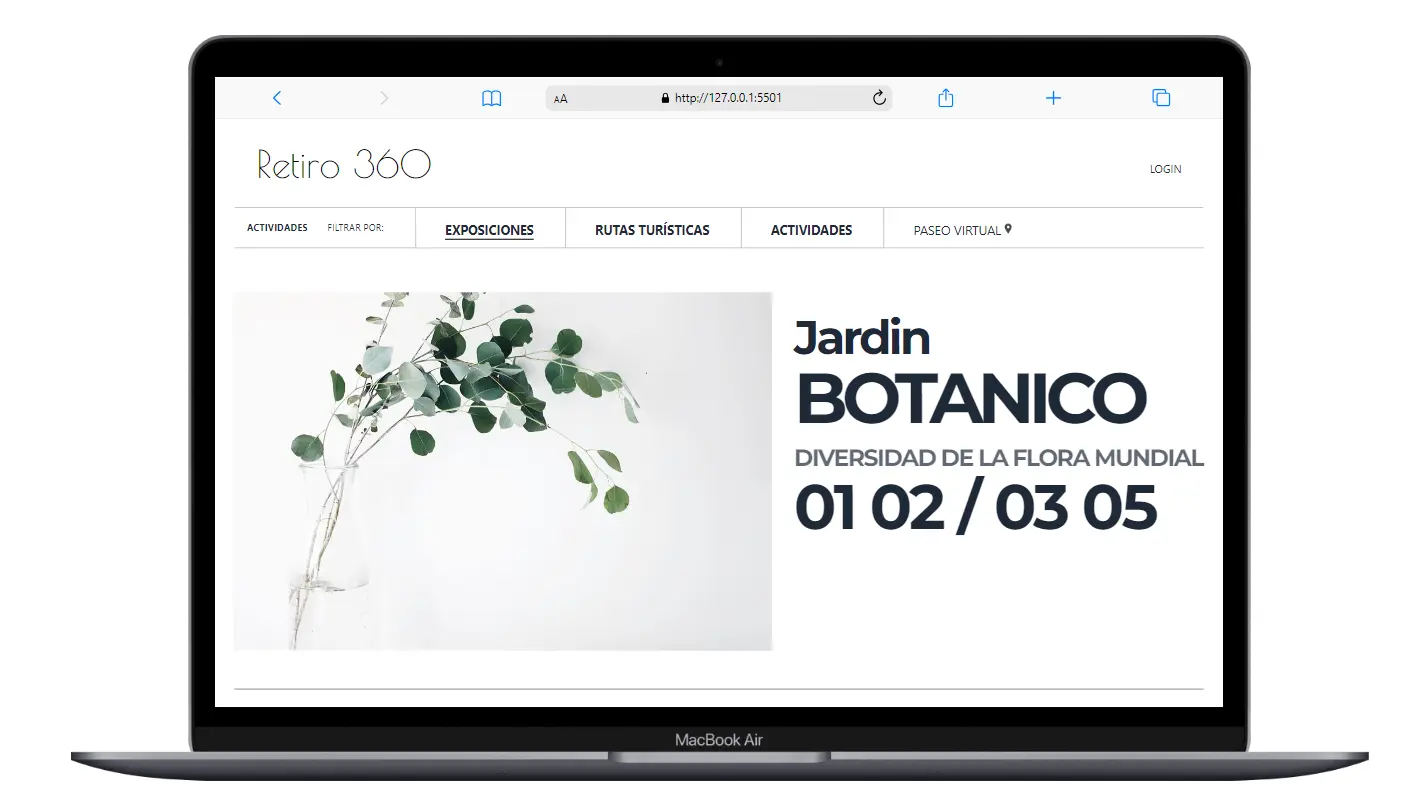 AA http://127.0.0.1:5501
Retiro 360
LOGIN
ACTIVIDADES FILTRAR POR: EXPOSICIONES RUTAS TURÍSTICAS ACTIVIDADES PASEO VIRTUAL
Jardin
BOTANICO
DIVERSIDAD DE LA FLORA MUNDIAL
01 02 / 03 05
MacBook Air